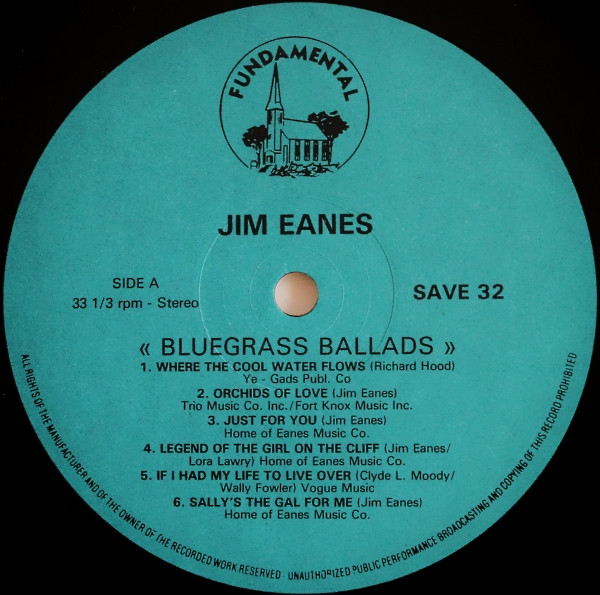 FUNDAMENTAL
JIM EANES
SIDE A
33 1/3 rpm - Stereo
SAVE 32
« BLUEGRASS BALLADS »
1. WHERE THE COOL WATER FLOWS (Richard Hood)
Ye - Gads Publ. Co
2. ORCHIDS OF LOVE (Jim Eanes)
Trio Music Co. Inc./Fort Knox Music Inc.
3. JUST FOR YOU (Jim Eanes)
Home of Eanes Music Co.
4. LEGEND OF THE GIRL ON THE CLIFF (Jim Eanes/
Lora Lawry) Home of Eanes Music Co.
5. IF I HAD MY LIFE TO LIVE OVER (Clyde L. Moody/
Wally Fowler) Vogue Music
6. SALLY'S THE GAL FOR ME (Jim Eanes)
Home of Eanes Music Co.
ALL RIGHTS OF THE MANUFACTURER AND OF THE OWNER OF THE RECORDED WORK RESERVED - UNAUTHORIZED PUBLIC PERFORMANCE BROADCASTING AND COPYING OF THIS RECORD PROHIBITED